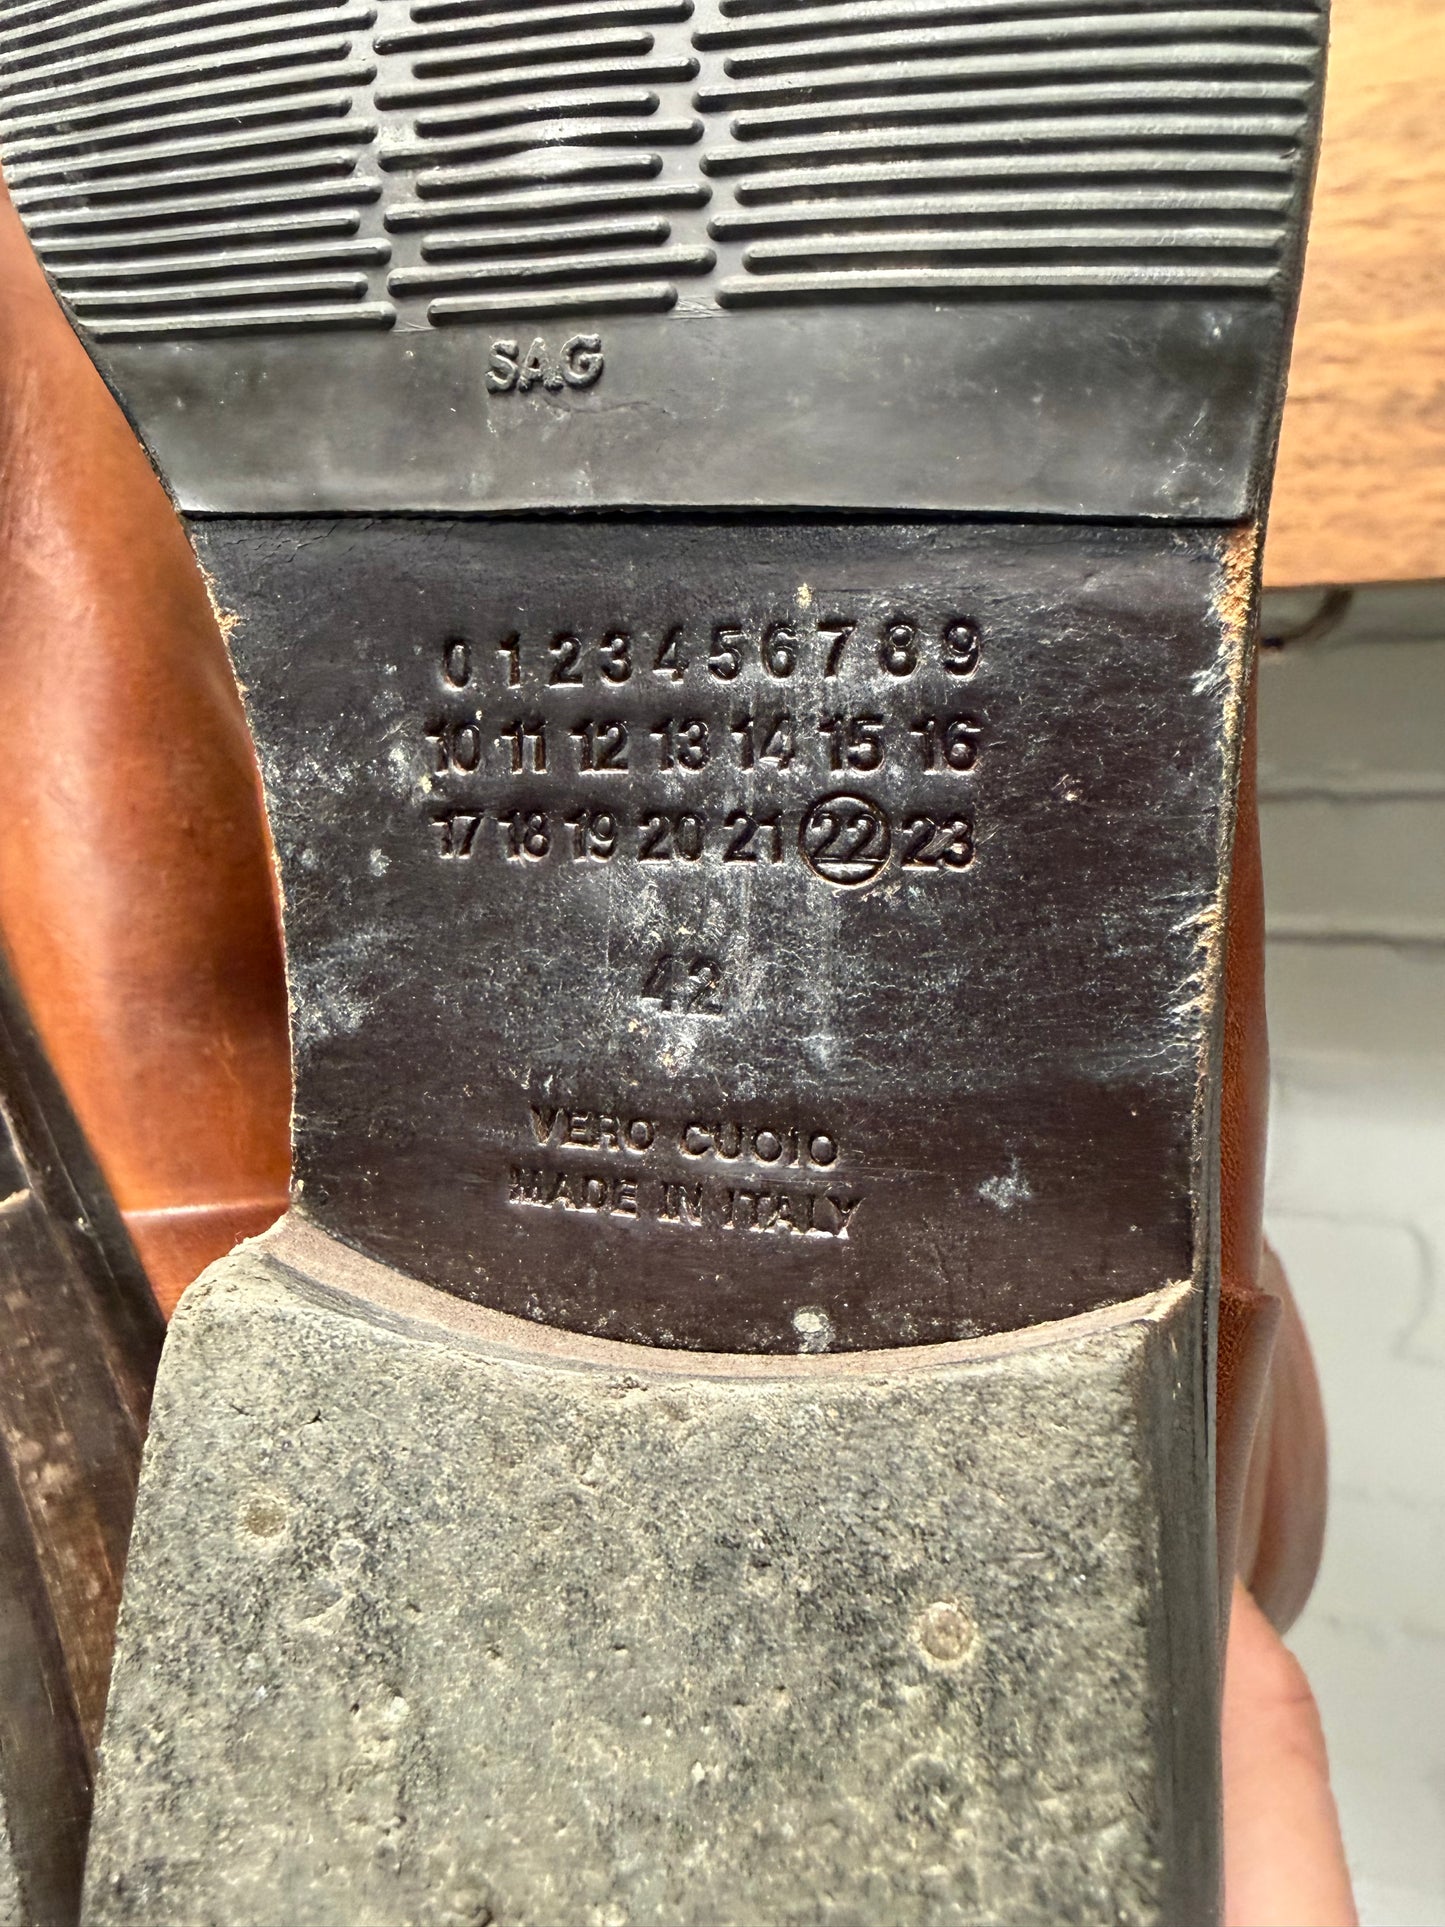 SAG
0 1 2 3 4 5 6 7 8 9
10 11 12 13 14 15 16
17 18 19 20 21 22 23
42
VERO CUOIO
MADE IN ITALY